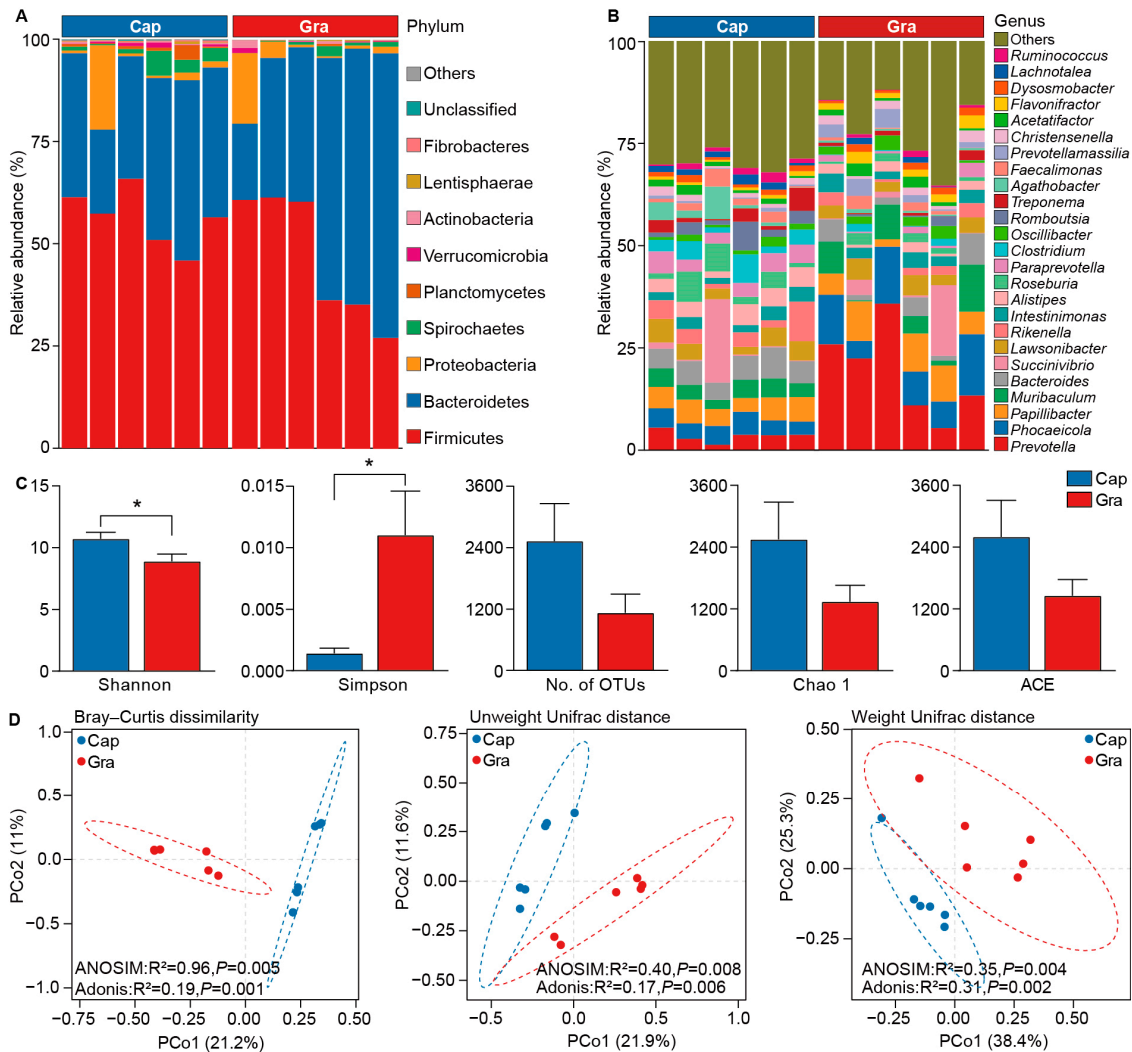 A
Cap
Gra
Phylum
Relative abundance (%)
100
75
50
25
0
Others
Unclassified
Fibrobacteres
Lentisphaerae
Actinobacteria
Verrucomicrobia
Planctomycetes
Spirochaetes
Proteobacteria
Bacteroidetes
Firmicutes
B
Cap
Gra
Genus
Relative abundance (%)
100
75
50
25
0
Others
Ruminococcus
Lachnotalea
Dysosmobacter
Flavonifractor
Acetatifactor
Christensenella
Prevotellamassilia
Faecalimonas
Agathobacter
Treponema
Romboutsia
Oscillibacter
Clostridium
Paraprevotella
Roseburia
Alistipes
Intestinimonas
Rikenella
Lawsonibacter
Succinivibrio
Bacteroides
Muribaculum
Papillibacter
Phocaeicola
Prevotella
C
15
10
5
0
*
Shannon
0.015
0.010
0.005
0.000
*
Simpson
3600
2400
1200
0
No. of OTUs
3600
2400
1200
0
Chao 1
3600
2400
1200
0
ACE
Cap
Gra
D
Bray–Curtis dissimilarity
Cap
Gra
1.0
0.5
0.0
−0.5
−1.0
PCo2 (11%)
ANOSIM:R²=0.96,P=0.005
Adonis:R²=0.19,P=0.001
−0.75 −0.50 −0.25 0.00 0.25 0.50
PCo1 (21.2%)
Unweight Unifrac distance
Cap
Gra
0.75
0.50
0.25
0.00
−0.25
−0.50
PCo2 (11.6%)
ANOSIM:R²=0.40,P=0.008
Adonis:R²=0.17,P=0.006
−0.5 0.0 0.5 1.0
PCo1 (21.9%)
Weight Unifrac distance
Cap
Gra
0.50
0.25
0.00
−0.25
PCo2 (25.3%)
ANOSIM:R²=0.35,P=0.004
Adonis:R²=0.31,P=0.002
−0.25 0.00 0.25 0.50
PCo1 (38.4%)